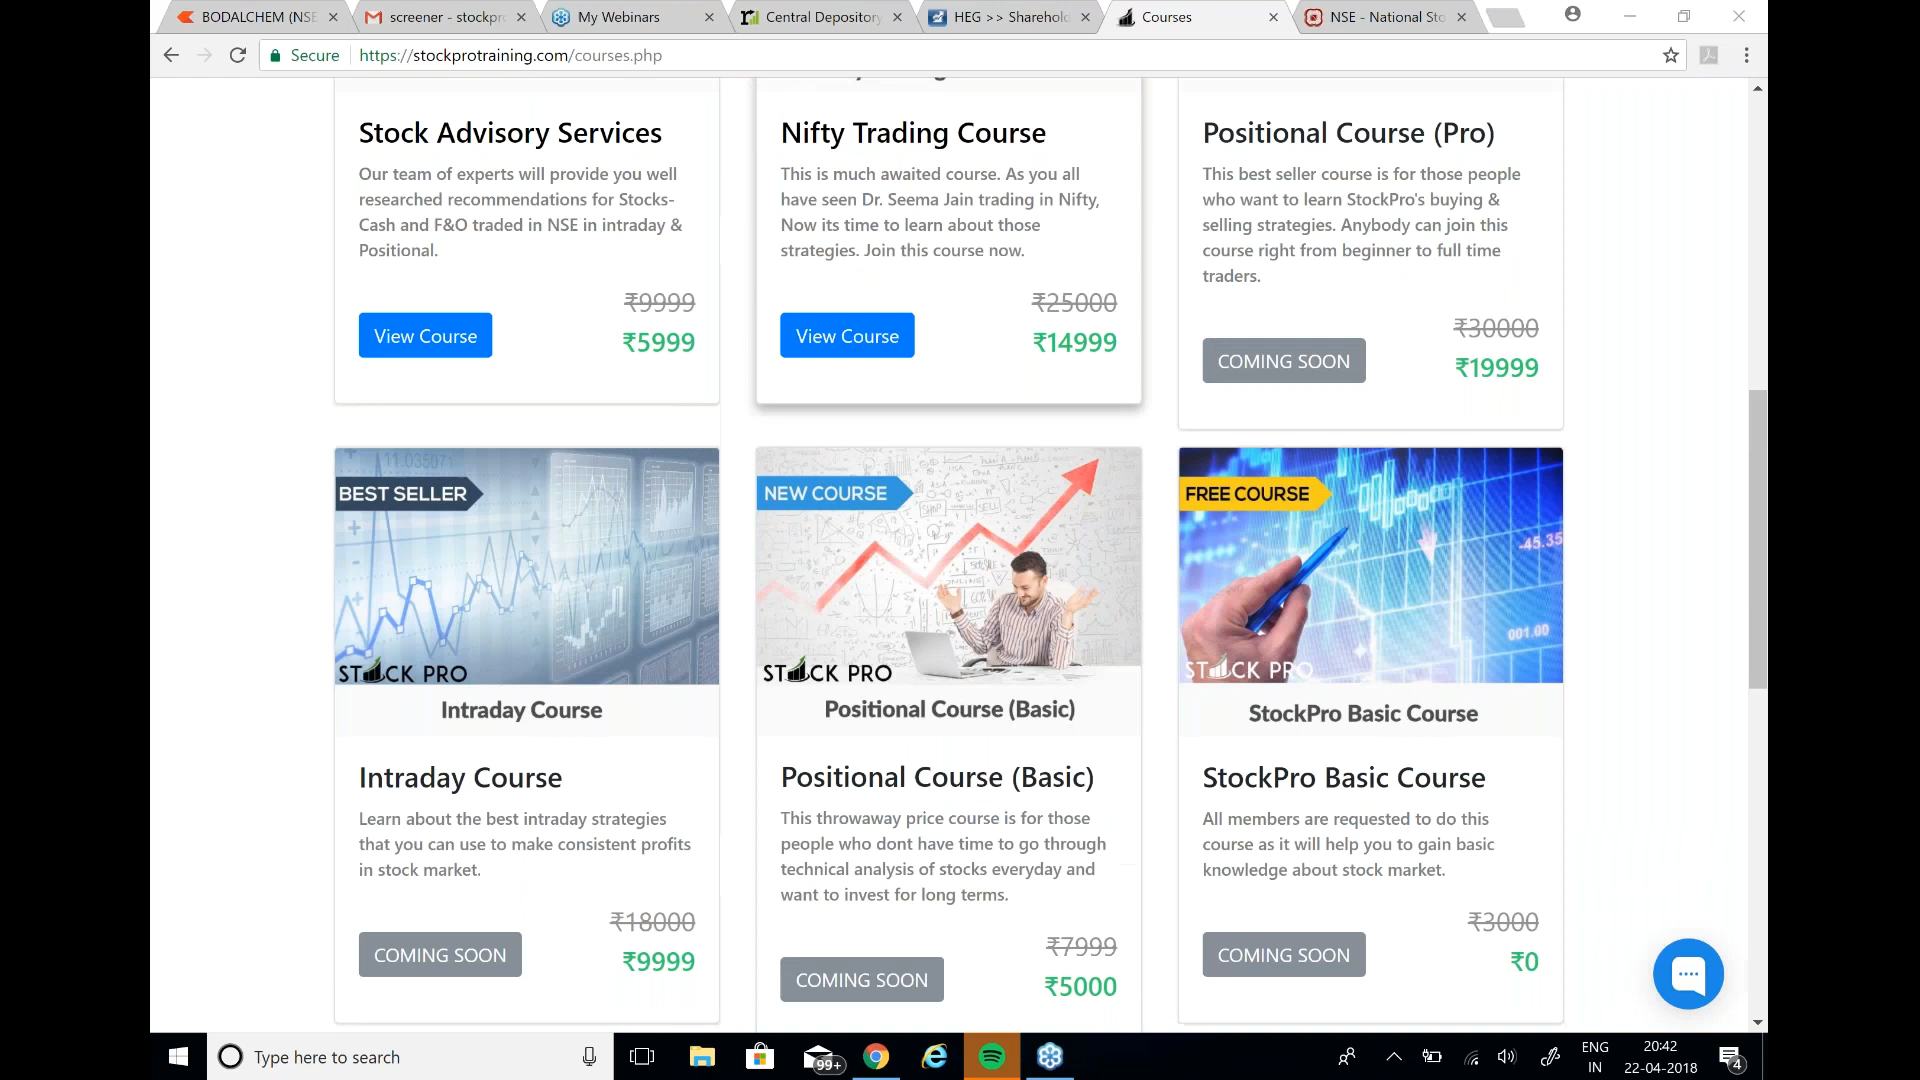 BODALCHEM (NSE
screener - stockpro
My Webinars
Central Depository
HEG >> Sharehol
Courses
NSE - National Sto
Secure
https://stockprotraining.com/courses.php
Stock Advisory Services
Our team of experts will provide you well
researched recommendations for Stocks-
Cash and F&O traded in NSE in intraday &
Positional.
₹9999
View Course
₹5999
Nifty Trading Course
This is much awaited course. As you all
have seen Dr. Seema Jain trading in Nifty,
Now its time to learn about those
strategies. Join this course now.
₹25000
View Course
₹14999
Positional Course (Pro)
This best seller course is for those people
who want to learn StockPro's buying &
selling strategies. Anybody can join this
course right from beginner to full time
traders.
₹30000
COMING SOON
₹19999
11.035071
BEST SELLER
STOCK PRO
Intraday Course
Intraday Course
Learn about the best intraday strategies
that you can use to make consistent profits
in stock market.
₹18000
COMING SOON
₹9999
NEW COURSE
STOCK PRO
Positional Course (Basic)
Positional Course (Basic)
This throwaway price course is for those
people who dont have time to go through
technical analysis of stocks everyday and
want to invest for long terms.
₹7999
COMING SOON
₹5000
FREE COURSE
-45.35
001.00
STOCK PRO
StockPro Basic Course
StockPro Basic Course
All members are requested to do this
course as it will help you to gain basic
knowledge about stock market.
₹3000
COMING SOON
₹0
Type here to search
99+
ENG
IN
20:42
22-04-2018
4